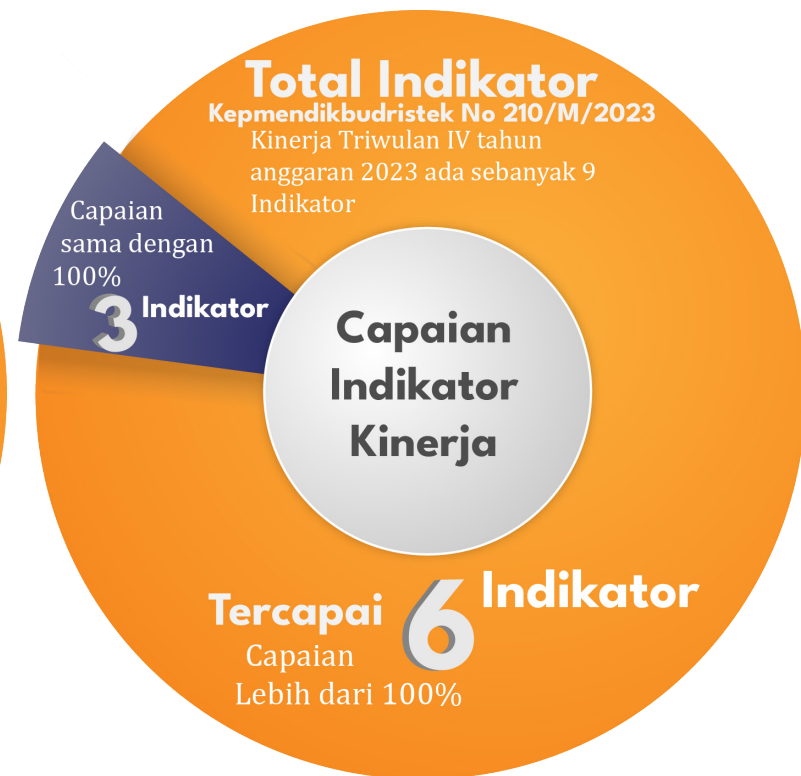 Total Indikator
Kepmendikbudristek No 210/M/2023
Kinerja Triwulan IV tahun
anggaran 2023 ada sebanyak 9
Indikator
Capaian
sama dengan
100%
3 Indikator
Capaian
Indikator
Kinerja
Tercapai 6 Indikator
Capaian
Lebih dari 100%